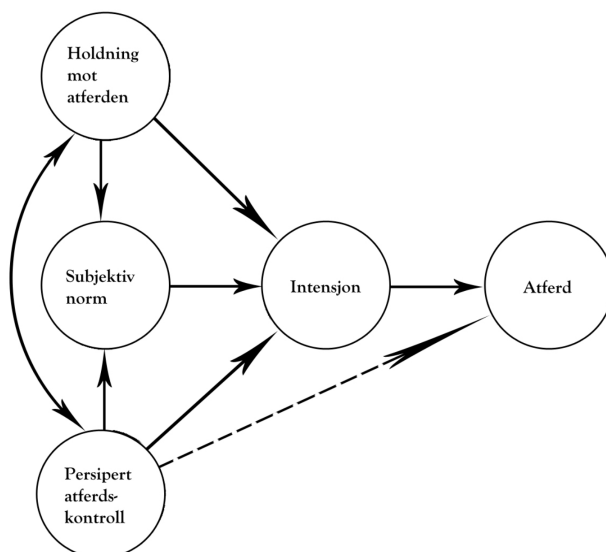 Holdning
mot
atferden
Subjektiv
norm
Intensjon
Atferd
Persipert
atferds-
kontroll